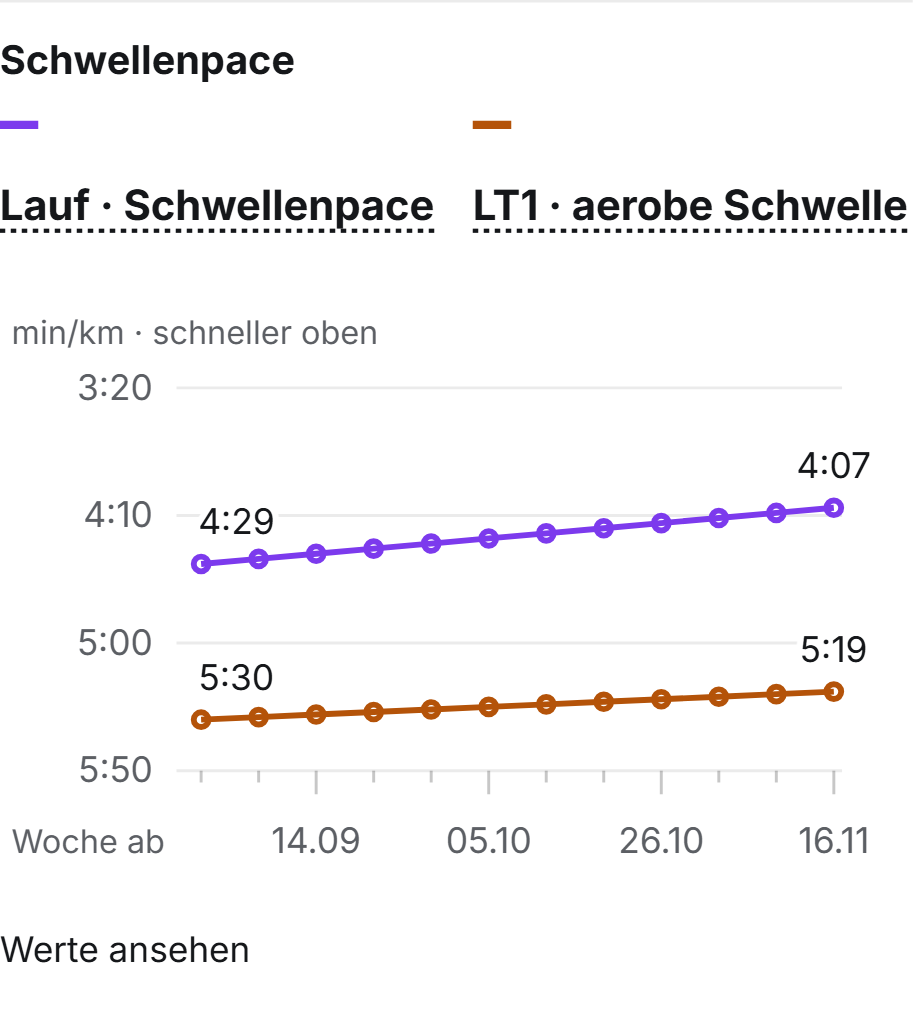 Schwellenpace
Lauf · Schwellenpace
LT1 · aerobe Schwelle
min/km · schneller oben
3:20
4:07
4:10
4:29
5:00
5:19
5:30
5:50
Woche ab 14.09 05.10 26.10 16.11
Werte ansehen